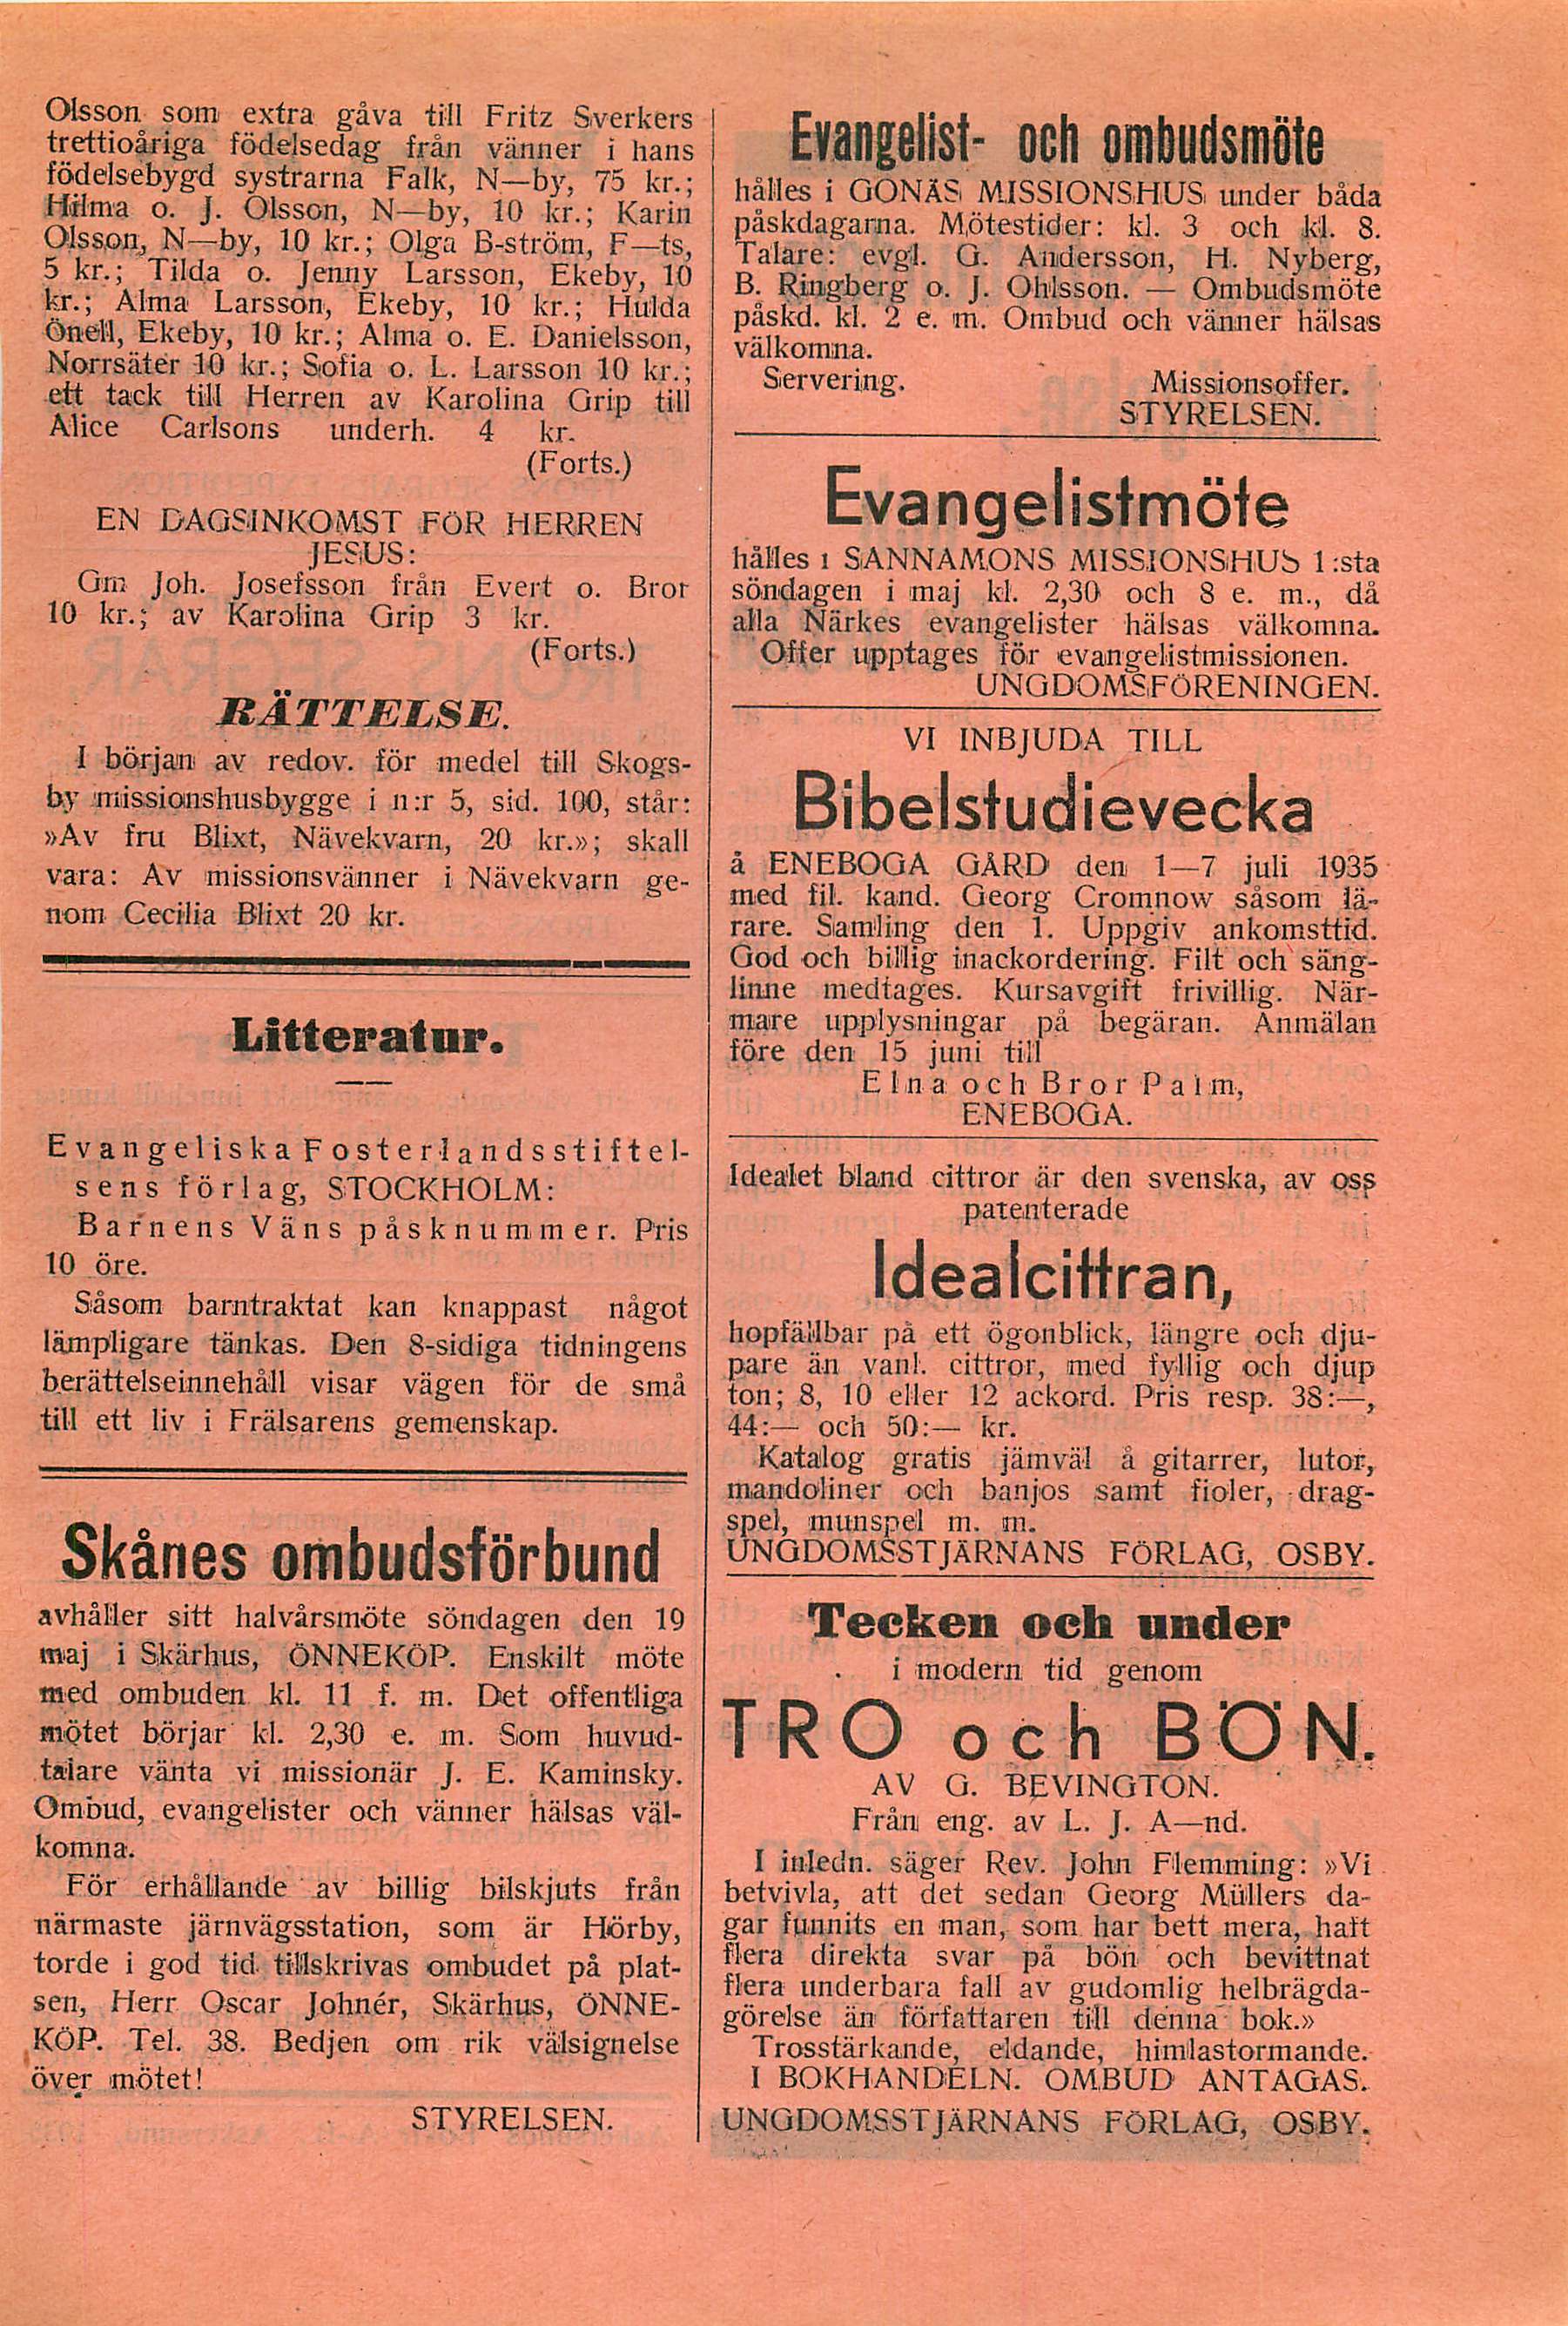 Olsson som extra gåva till Fritz Sverkers
trettioåriga födelsedag från vänner i hans
födelsebygd systrarna Falk, N—by, 75 kr.;
Hilma o. J. Olsson, N—by, 10 kr.; Karin
Olsson, N—by, 10 kr.; Olga B-ström, F—ts,
5 kr.; Tilda o. Jenny Larsson, Ekeby, 10
kr.; Alma Larsson, Ekeby, 10 kr.; Hulda
Önell, Ekeby, 10 kr.; Alma o. E. Danielsson,
Norrsäter 10 kr.; Sofia o. L. Larsson 10 kr.;
ett tack till Herren av Karolina Grip till
Alice Carlsons underh. 4 kr.
(Forts.)
EN DAGSINKOMST FÖR HERREN
JESUS:
Gm Joh. Josefsson från Evert o. Bror
10 kr.; av Karolina Grip 3 kr.
(Forts.)
RÄTTELSE.
I början av redov. för medel till Skogs-
by missionshusbygge i n:r 5, sid. 100, står:
»Av fru Blixt, Nävekvarn, 20 kr.»; skall
vara: Av missionsvänner i Nävekvarn ge-
nom Cecilia Blixt 20 kr.
Litteratur.
Evangeliska Fosterlandsstiftel-
sens förlag, STOCKHOLM:
Barnens Väns påsknummer. Pris
10 öre.
Såsom barntraktat kan knappast något
lämpligare tänkas. Den 8-sidiga tidningens
berättelseinnehåll visar vägen för de små
till ett liv i Frälsarens gemenskap.
Skånes ombudsförbund
avhåller sitt halvårsmöte söndagen den 19
maj i Skärhus, ÖNNEKÖP. Enskilt möte
med ombuden kl. 11 f. m. Det offentliga
mötet börjar kl. 2,30 e. m. Som huvud-
talare vänta vi missionär J. E. Kaminsky.
Ombud, evangelister och vänner hälsas väl-
komna.
För erhållande av billig bilskjuts från
närmaste järnvägsstation, som är Hörby,
torde i god tid tillskrivas ombudet på plat-
sen, Herr Oscar Johnér, Skärhus, ÖNNE-
KÖP. Tel. 38. Bedjen om rik välsignelse
över mötet!
STYRELSEN.
Evangelist- och ombudsmöte
hålles i GONÄS MISSIONSHUS under båda
påskdagarna. Mötestider: kl. 3 och kl. 8.
Talare: evgl. G. Andersson, H. Nyberg,
B. Ringberg o. J. Ohlsson. — Ombudsmöte
påskd. kl. 2 e. m. Ombud och vänner hälsas
välkomna.
Servering. Missionsoffer.
STYRELSEN.
Evangelistmöte
hålles i SANNAMONS MISSIONSHUS 1:sta
söndagen i maj kl. 2,30 och 8 e. m., då
alla Närkes evangelister hälsas välkomna.
Offer upptages för evangelistmissionen.
UNGDOMSFÖRENINGEN.
VI INBJUDA TILL
Bibelstudievecka
å ENEBOGA GÅRD den 1—7 juli 1935
med fil. kand. Georg Cromnow såsom lä-
rare. Samling den 1. Uppgiv ankomsttid.
God och billig inackordering. Filt och säng-
linne medtages. Kursavgift frivillig. När-
mare upplysningar på begäran. Anmälan
före den 15 juni till
Elna och Bror Palm,
ENEBOGA.
Idealet bland cittror är den svenska, av oss
patenterade
Idealcittran,
hopfällbar på ett ögonblick, längre och dju-
pare än vanl. cittror, med fyllig och djup
ton; 8, 10 eller 12 ackord. Pris resp. 38:—,
44:— och 50:— kr.
Katalog gratis jämväl å gitarrer, lutor,
mandoliner och banjos samt fioler, drag-
spel, munspel m. m.
UNGDOMSSTJÄRNANS FÖRLAG, OSBY.
Tecken och under
i modern tid genom
TRO och BÖN.
AV G. BEVINGTON.
Från eng. av L. J. A—nd.
I inledn. säger Rev. John Flemming: »Vi
betvivla, att det sedan Georg Müllers da-
gar funnits en man, som har bett mera, haft
flera direkta svar på bön och bevittnat
flera underbara fall av gudomlig helbrägda-
görelse än författaren till denna bok.»
Trosstärkande, eldande, himlastormande.
I BOKHANDELN. OMBUD ANTAGAS.
UNGDOMSSTJÄRNANS FÖRLAG, OSBY.